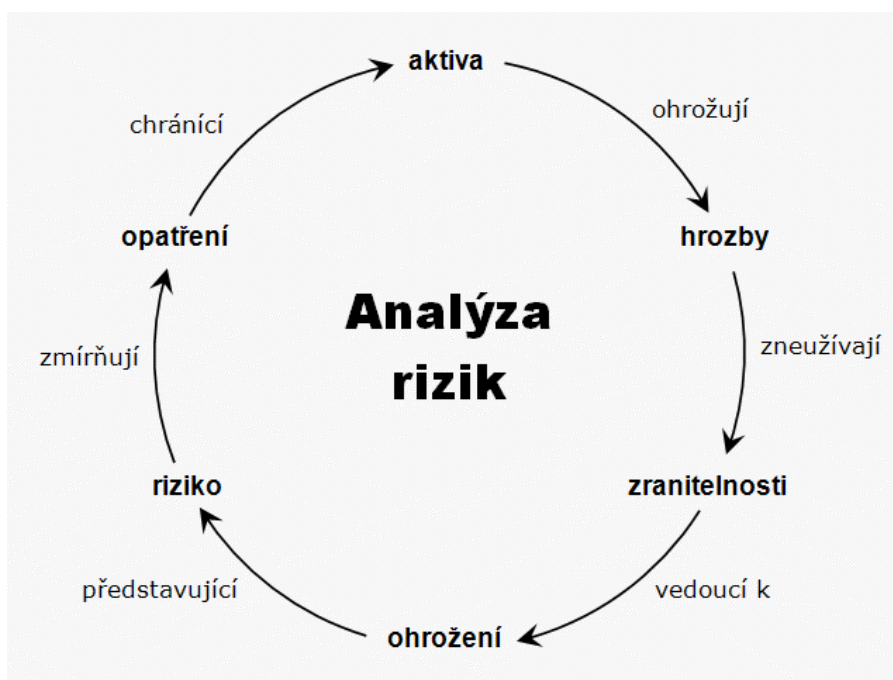 aktiva
ohrožují
hrozby
zneužívají
zranitelnosti
vedoucí k
ohrožení
představující
riziko
zmírňují
opatření
chránící
Analýza
rizik